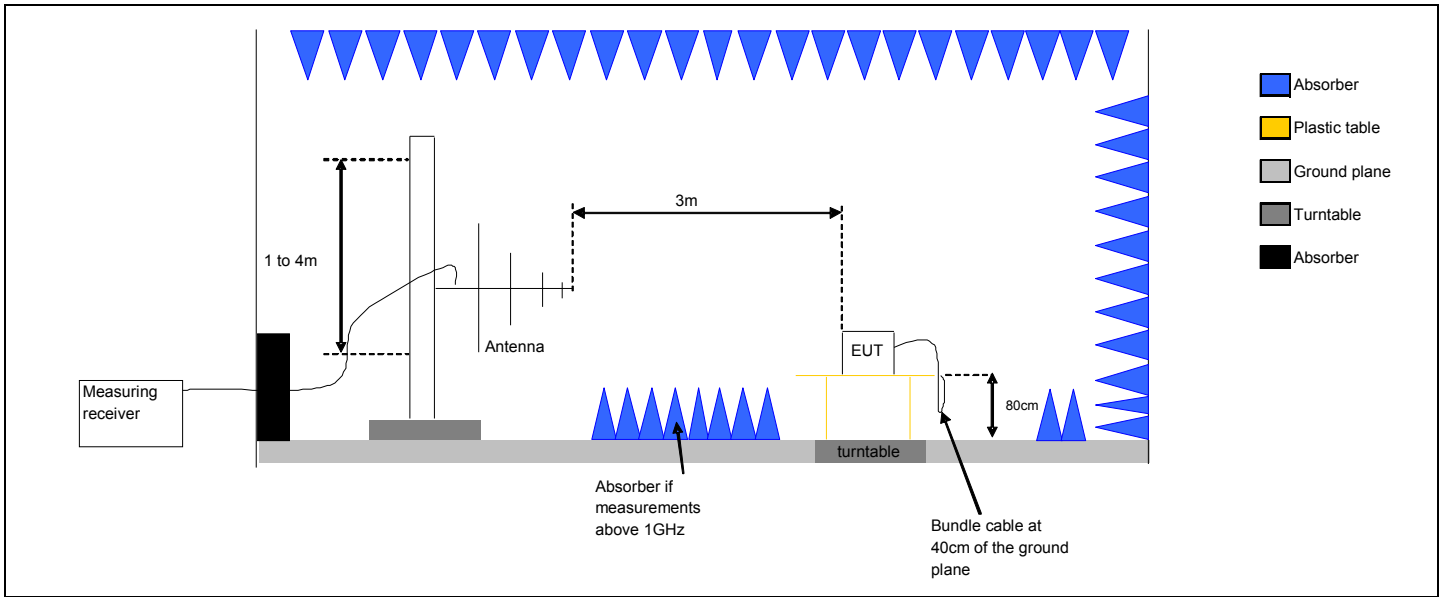 Absorber
Plastic table
Ground plane
Turntable
Absorber
3m
1 to 4m
Antenna
EUT
Measuring
receiver
80cm
turntable
Absorber if
measurements
above 1GHz
Bundle cable at
40cm of the ground
plane